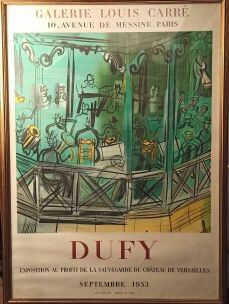 GALERIE LOUIS CARRÉ
10, AVENUE DE MESSINE. PARIS
DUFY
EXPOSITION AU PROFIT DE LA SAUVEGARDE DU CHÂTEAU DE VERSAILLES
SEPTEMBRE 1953